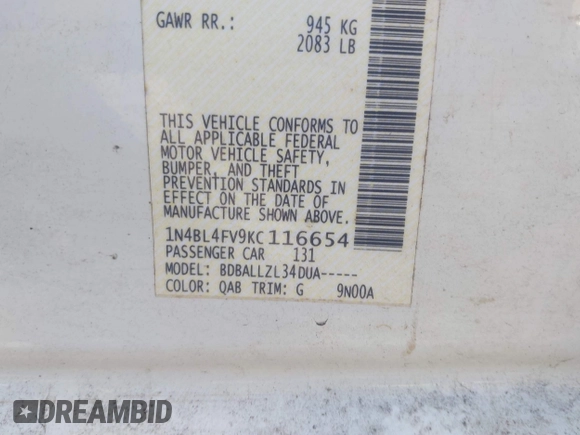 GAWR RR.: 945 KG
2083 LB
THIS VEHICLE CONFORMS TO
ALL APPLICABLE FEDERAL
MOTOR VEHICLE SAFETY,
BUMPER, AND THEFT
PREVENTION STANDARDS IN
EFFECT ON THE DATE OF
MANUFACTURE SHOWN ABOVE.
1N4BL4FV9KC116654
PASSENGER CAR 131
MODEL: BDBALLZL34DUA-----
COLOR: QAB TRIM: G 9N00A
DREAMBID